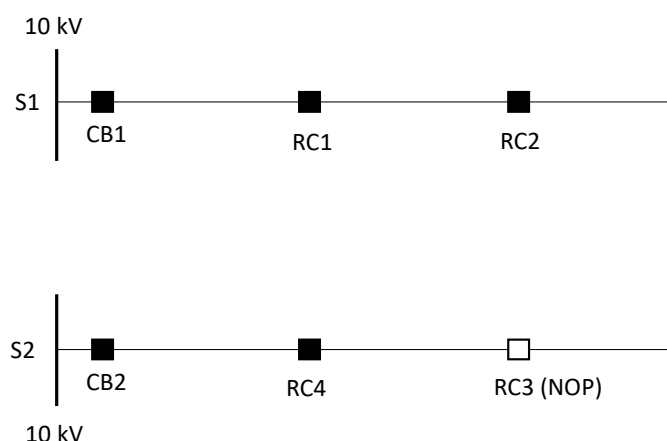 10 kV
S1
CB1
RC1
RC2
S2
CB2
RC4
RC3 (NOP)
10 kV